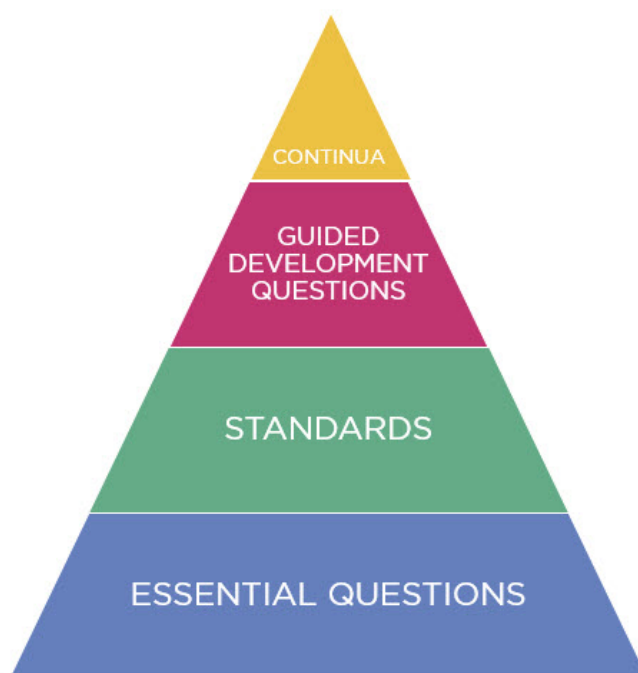 CONTINUA
GUIDED
DEVELOPMENT
QUESTIONS
STANDARDS
ESSENTIAL QUESTIONS